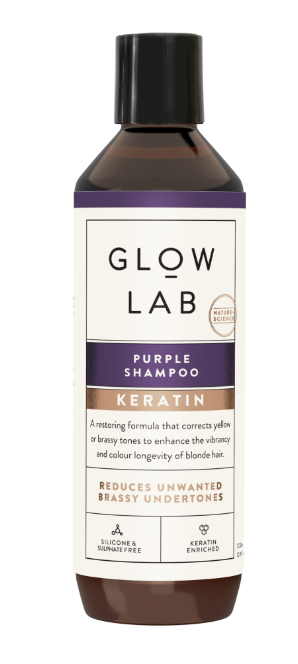 GLOW
LAB
NATURE +
SCIENCE
PURPLE
SHAMPOO
KERATIN
A restoring formula that corrects yellow
or brassy tones to enhance the vibrancy
and colour longevity of blonde hair.
REDUCES UNWANTED
BRASSY UNDERTONES
SILICONE &
SULPHATE FREE
KERATIN
ENRICHED